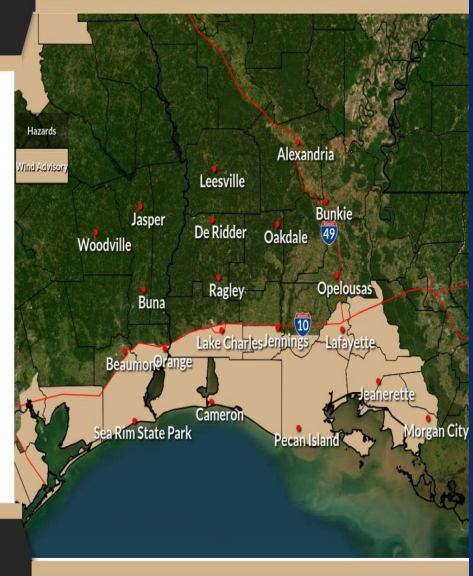 Hazards
Wind Advisory
Alexandria
Leesville
Jasper
Bunkie
Woodville
De Ridder
Oakdale
49
Buna
Ragley
Opelousas
10
Lake Charles
Jennings
Lafayette
Beaumont
Orange
Jeanerette
Cameron
Sea Rim State Park
Pecan Island
Morgan City